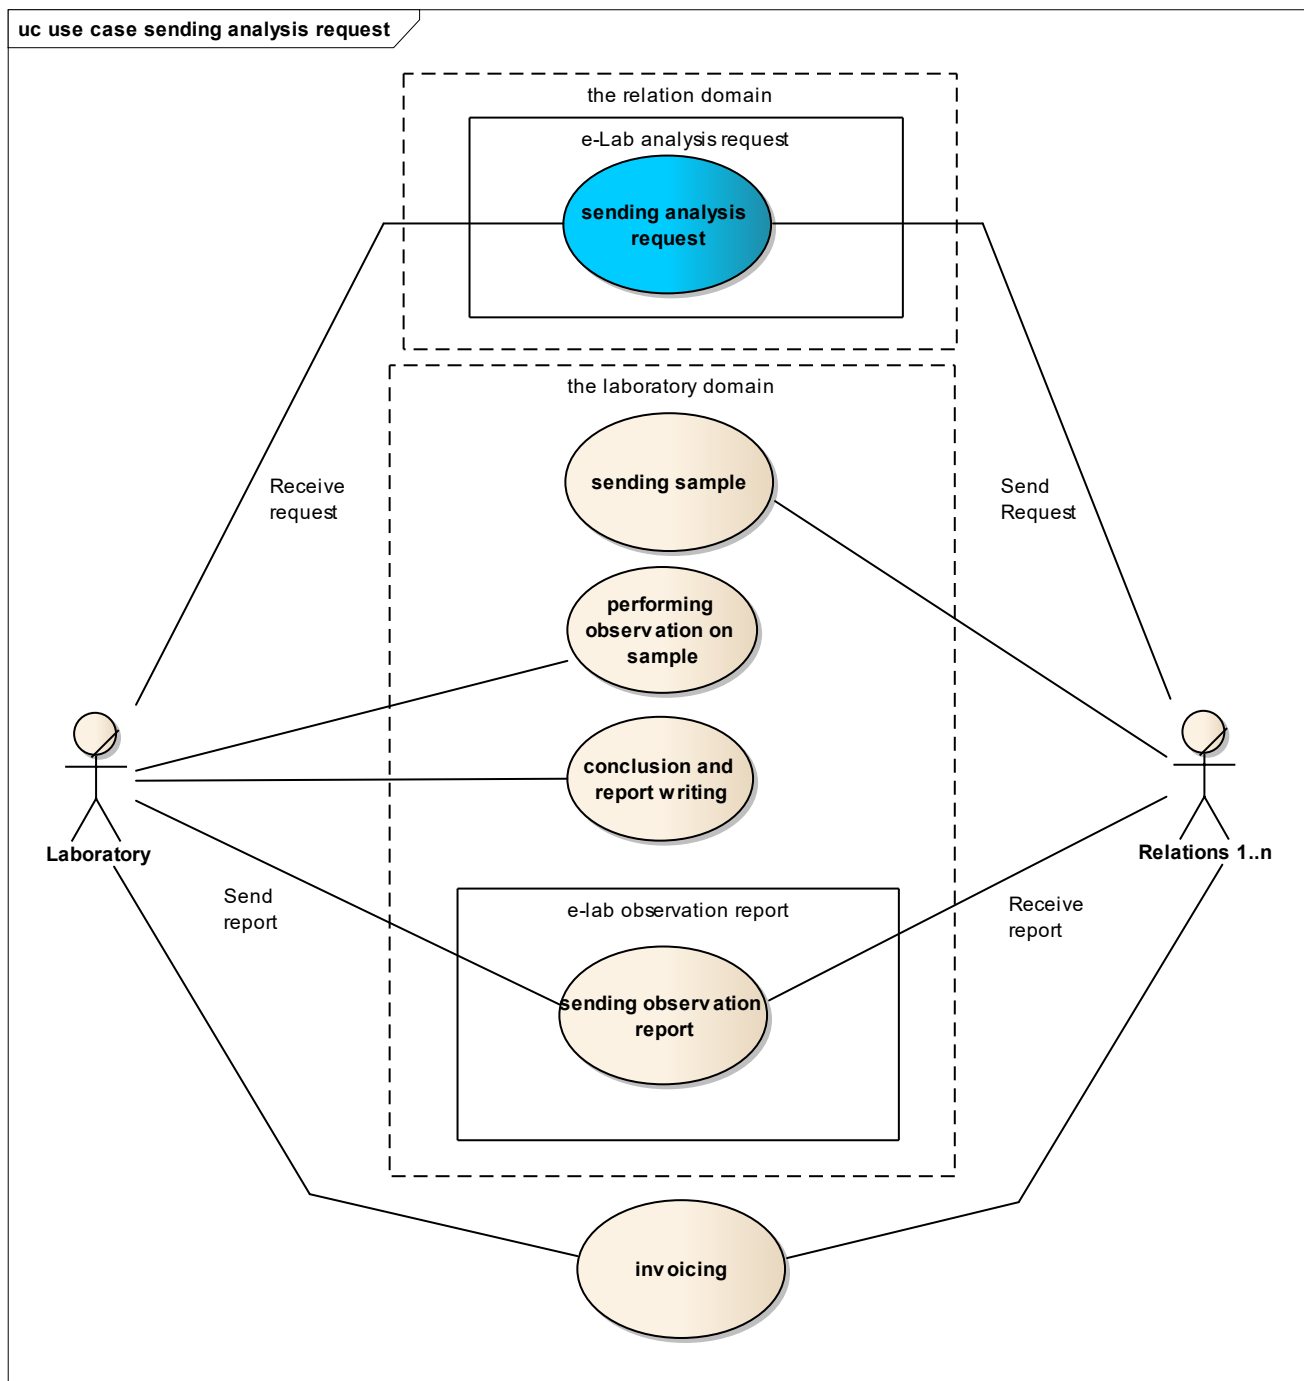 uc use case sending analysis request
the relation domain
e-Lab analysis request
sending analysis
request
the laboratory domain
sending sample
Receive
request
Send
Request
performing
observation on
sample
conclusion and
report writing
Laboratory
Relations 1..n
Send
report
e-lab observation report
Receive
report
sending observation
report
invoicing